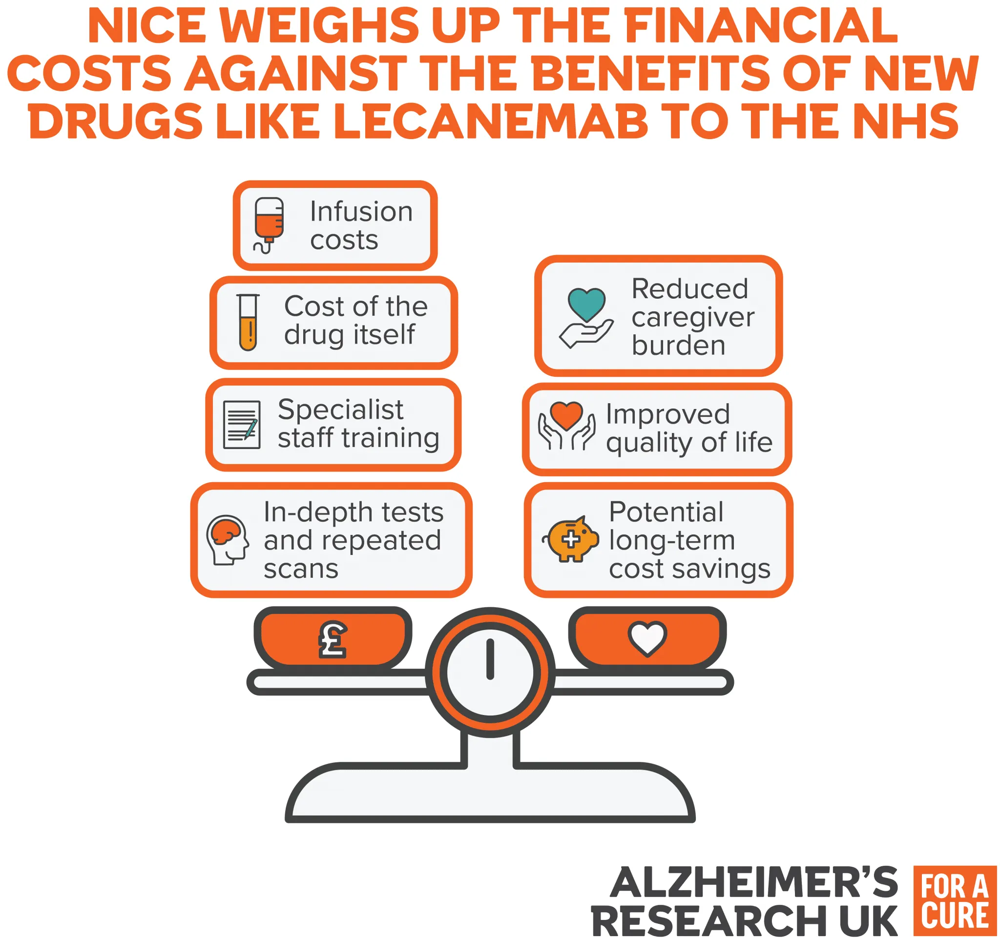 NICE WEIGHS UP THE FINANCIAL
COSTS AGAINST THE BENEFITS OF NEW
DRUGS LIKE LECANEMAB TO THE NHS
Infusion
costs
Cost of the
drug itself
Specialist
staff training
In-depth tests
and repeated
scans
Reduced
caregiver
burden
Improved
quality of life
Potential
long-term
cost savings
£
ALZHEIMER'S
RESEARCH UK
FOR A
CURE